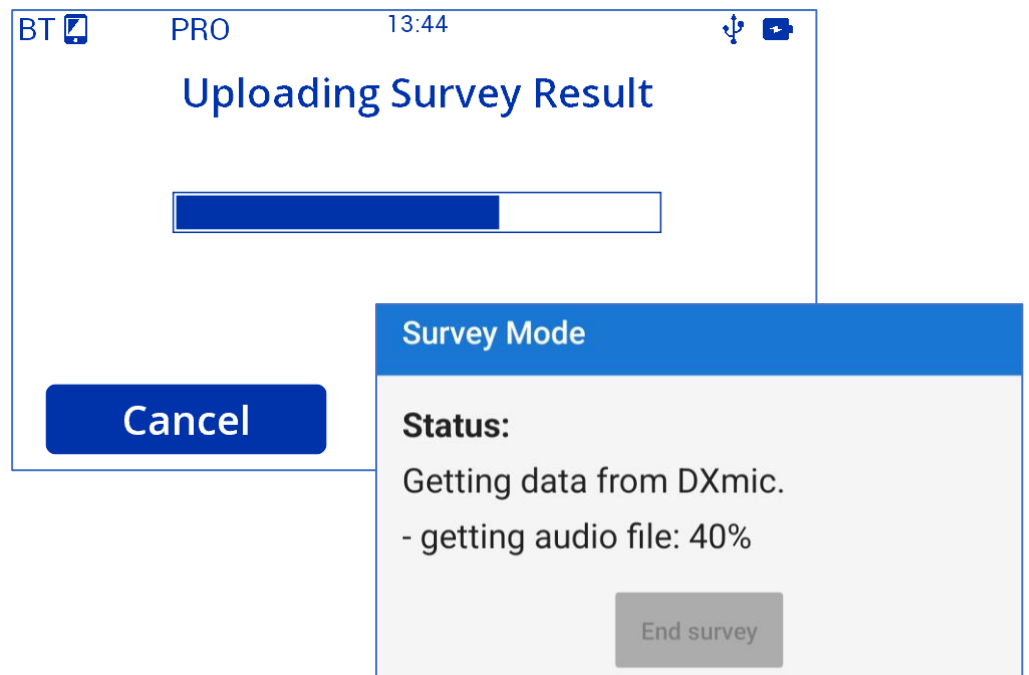 BT PRO 13:44
Uploading Survey Result
Cancel
Survey Mode
Status:
Getting data from DXmic.
- getting audio file: 40%
End survey